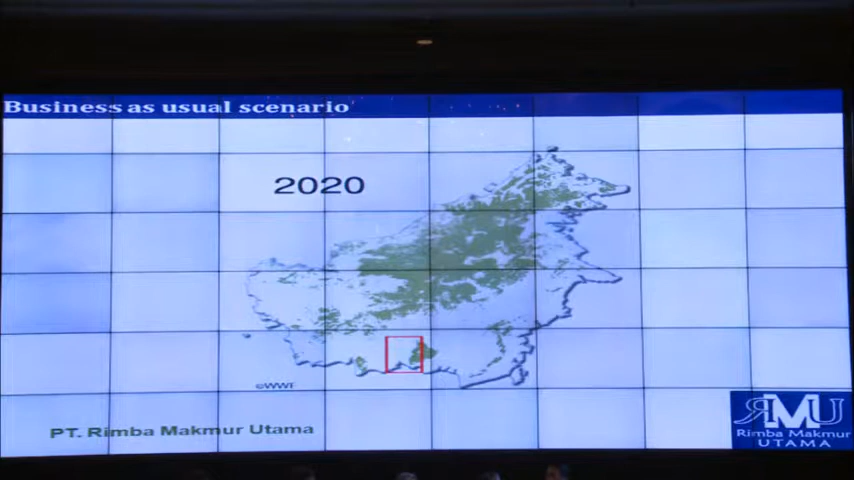 Business as usual scenario
2020
©WWF
PT. Rimba Makmur Utama
RMU
Rimba Makmur
UTAMA